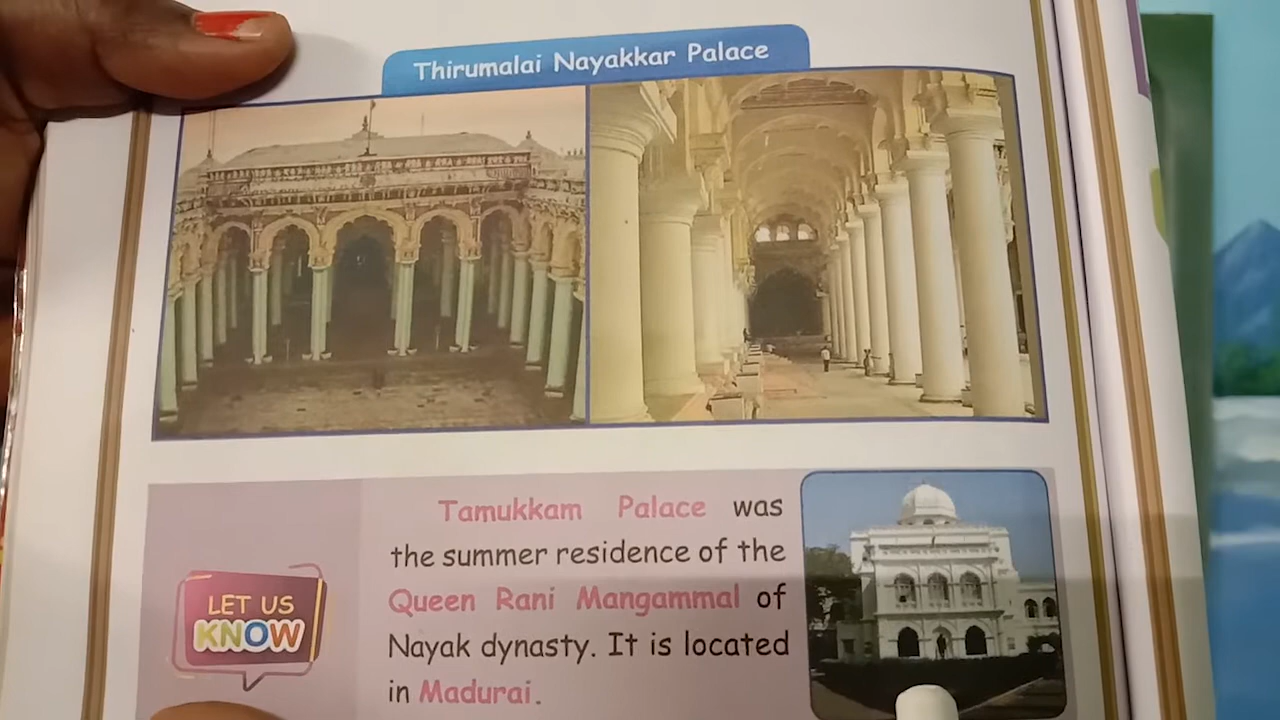 Thirumalai Nayakkar Palace
Tamukkam Palace was
the summer residence of the
Queen Rani Mangammal of
Nayak dynasty. It is located
in Madurai.
LET US
KNOW